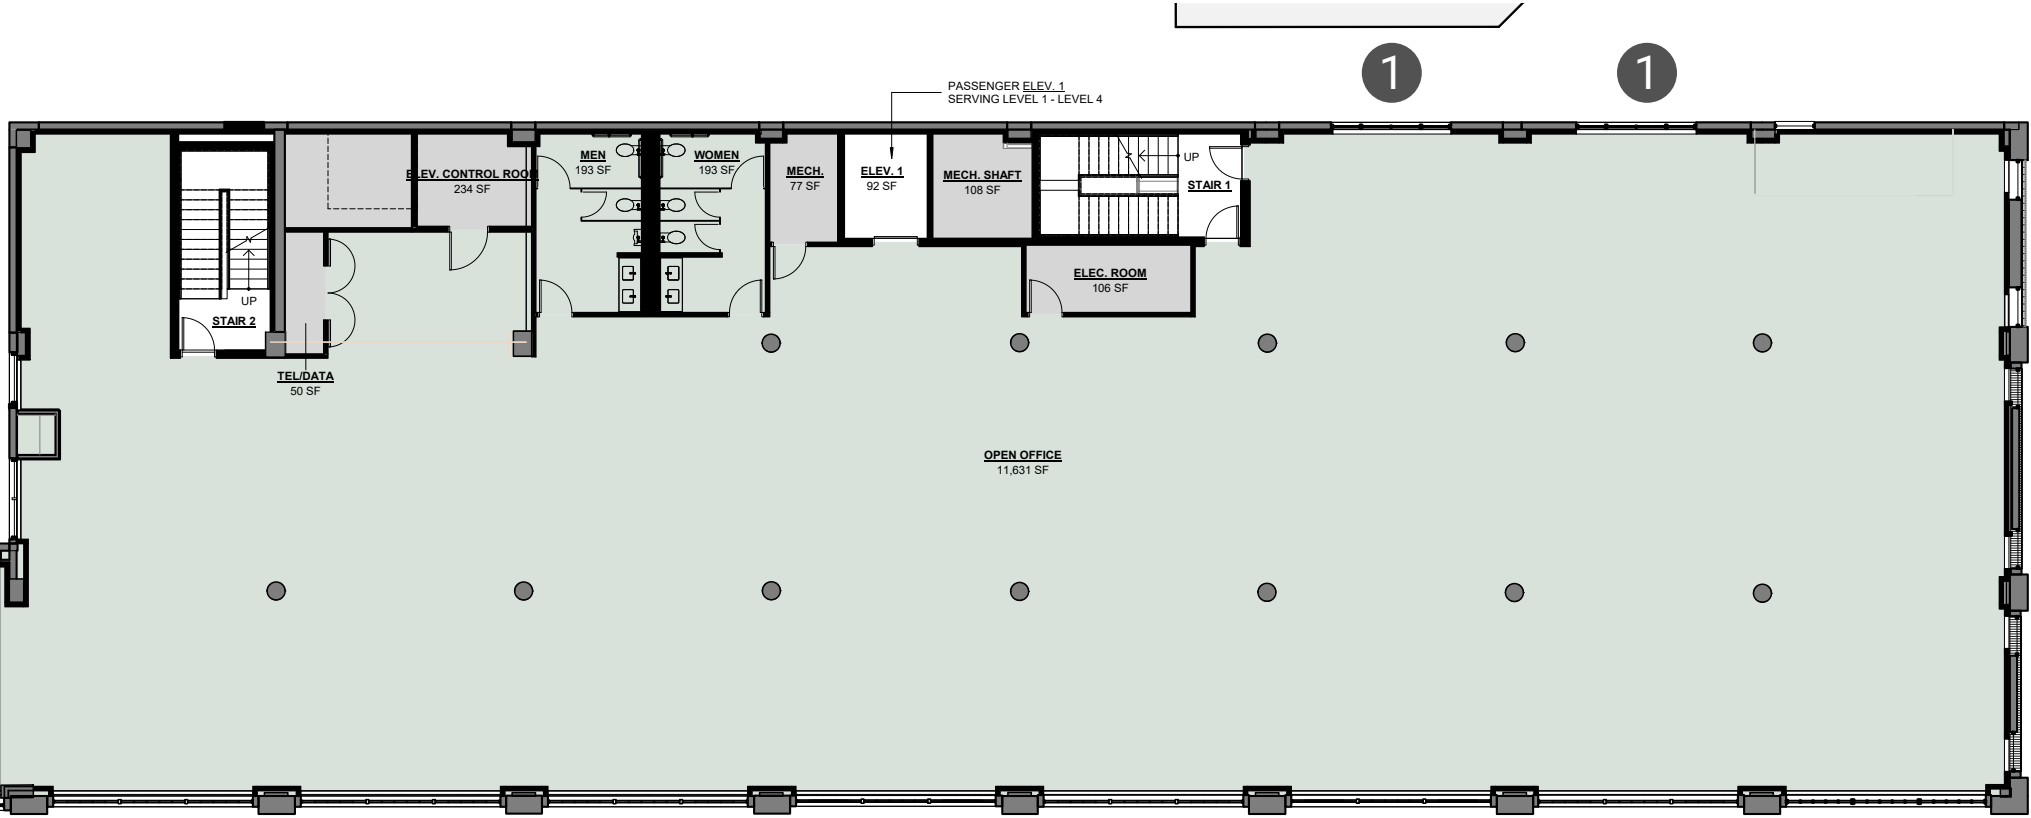 1
1
PASSENGER ELEV. 1
SERVING LEVEL 1 - LEVEL 4
MEN
193 SF
WOMEN
193 SF
ELEV. CONTROL ROOM
234 SF
MECH.
77 SF
ELEV. 1
92 SF
MECH. SHAFT
108 SF
UP
STAIR 1
ELEC. ROOM
106 SF
UP
STAIR 2
TEL/DATA
50 SF
OPEN OFFICE
11,631 SF